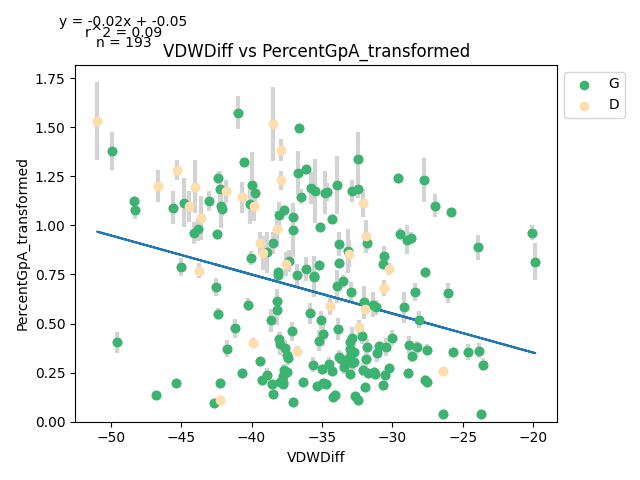 y = -0.02x + -0.05
r^2 = 0.09
n = 193
VDWDiff vs PercentGpA_transformed
G
D
PercentGpA_transformed
1.75
1.50
1.25
1.00
0.75
0.50
0.25
0.00
−50 −45 −40 −35 −30 −25 −20
VDWDiff